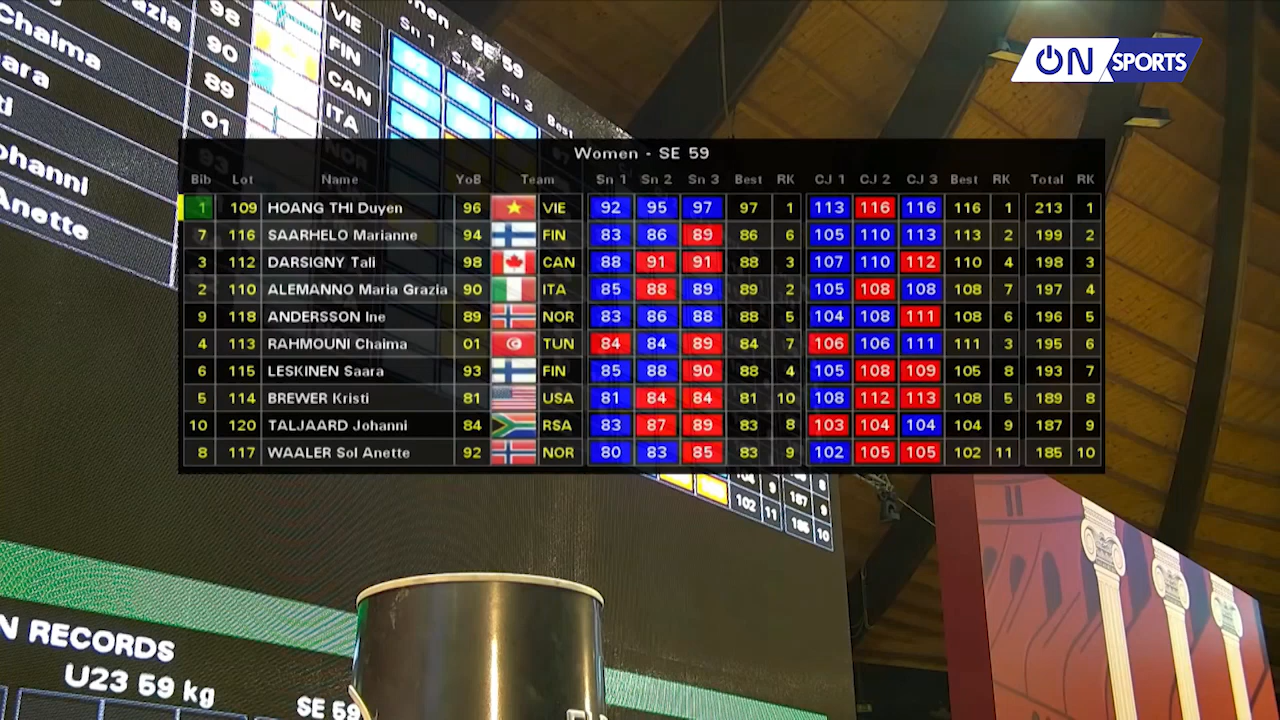 ON SPORTS
Women - SE 59
Bib Lot Name YoB Team Sn 1 Sn 2 Sn 3 Best RK CJ 1 CJ 2 CJ 3 Best RK Total RK
1 109 HOANG THI Duyen 96 VIE 92 95 97 97 1 113 116 116 116 1 213 1
7 116 SAARHELO Marianne 94 FIN 83 86 89 86 6 105 110 113 113 2 199 2
3 112 DARSIGNY Tali 98 CAN 88 91 91 88 3 107 110 112 110 4 198 3
2 110 ALEMANNO Maria Grazia 90 ITA 85 88 89 89 2 105 108 108 108 7 197 4
9 118 ANDERSSON Ine 89 NOR 83 86 88 88 5 104 108 111 108 6 196 5
4 113 RAHMOUNI Chaima 01 TUN 84 84 89 84 7 106 106 111 111 3 195 6
6 115 LESKINEN Saara 93 FIN 85 88 90 88 4 105 108 109 105 8 193 7
5 114 BREWER Kristi 81 USA 81 84 84 81 10 108 112 113 108 5 189 8
10 120 TALJAARD Johanni 84 RSA 83 87 89 83 8 103 104 104 104 9 187 9
8 117 WAALER Sol Anette 92 NOR 80 83 85 83 9 102 105 105 102 11 185 10
men - SE 59
Sn 1 Sn 2 Sn 3 Best
razia 98 VIE
Chaima 90 FIN
ara 89 CAN
ti 01 ITA
ohanni 93 NOR
Anette
104 9 187 9
102 11 185 10
N RECORDS
U23 59 kg
SE 59